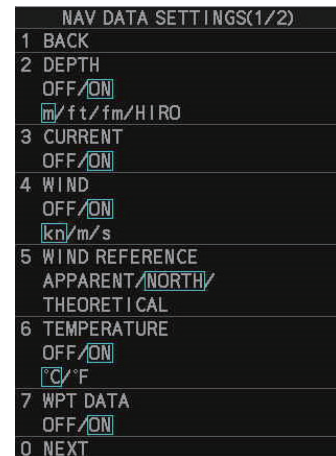 NAV DATA SETTINGS(1/2)
1 BACK
2 DEPTH
OFF/ON
m/ft/fm/HIRO
3 CURRENT
OFF/ON
4 WIND
OFF/ON
kn/m/s
5 WIND REFERENCE
APPARENT/NORTH/
THEORETICAL
6 TEMPERATURE
OFF/ON
°C/°F
7 WPT DATA
OFF/ON
0 NEXT